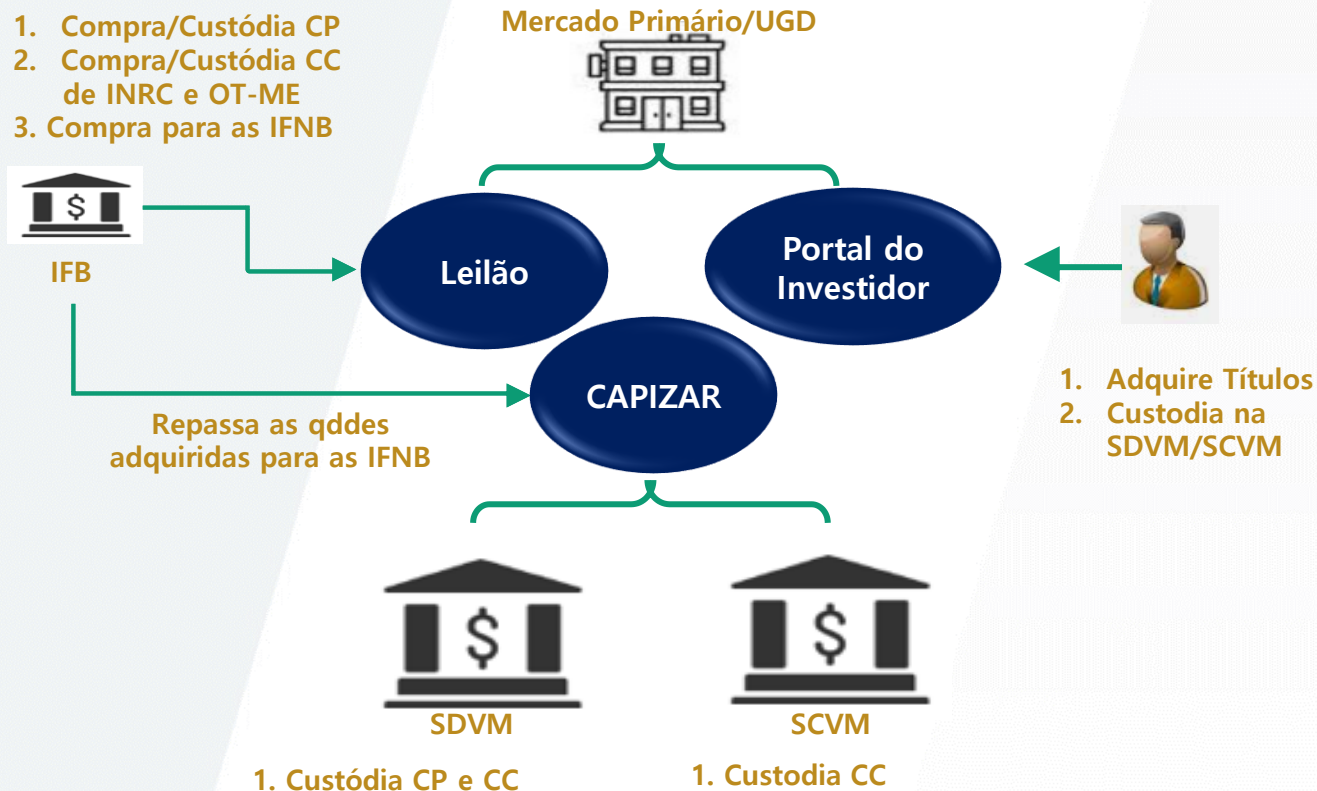 1. Compra/Custódia CP
2. Compra/Custódia CC
de INRC e OT-ME
3. Compra para as IFNB
Mercado Primário/UGD
$
IFB
Leilão
Portal do
Investidor
CAPIZAR
Repassa as qddes
adquiridas para as IFNB
1. Adquire Títulos
2. Custodia na
SDVM/SCVM
$
SDVM
1. Custódia CP e CC
$
SCVM
1. Custodia CC